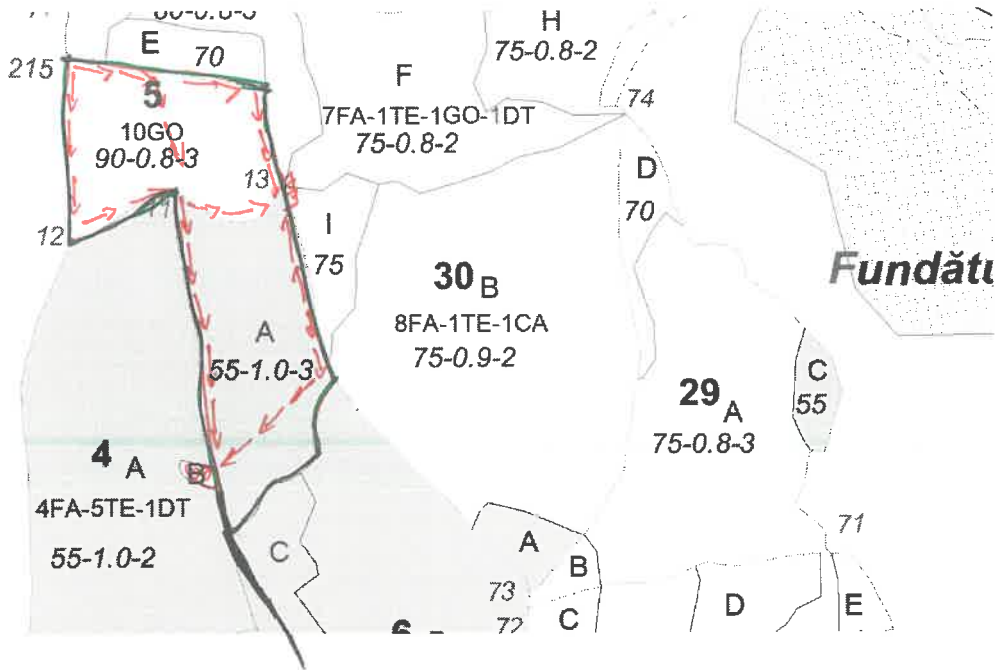 E
70
H
75-0.8-2
215
5
F
74
10GO
7FA-1TE-1GO-1DT
90-0.8-3
75-0.8-2
13
D
11
I
70
12
75
30 B
Fundătu
8FA-1TE-1CA
A
75-0.9-2
55-1.0-3
C
29 A
55
75-0.8-3
4 A
B
4FA-5TE-1DT
55-1.0-2
C
A
71
B
73
C
72
D
E